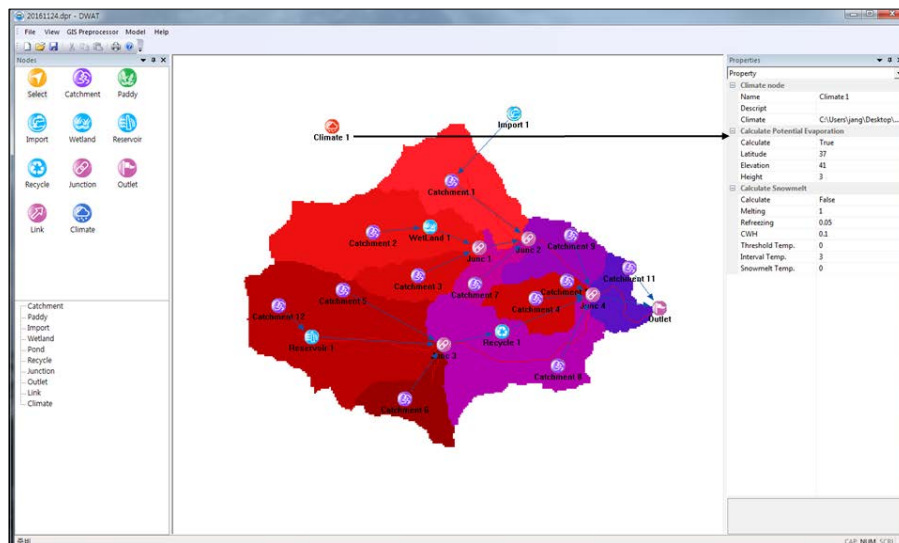 20161124.dpr - DWAT
File View GIS Preprocessor Model Help
Nodes
Select Catchment Paddy
Import Wetland Reservoir
Recycle Junction Outlet
Link Climate
Catchment
Paddy
Import
Wetland
Pond
Recycle
Junction
Outlet
Link
Climate
Climate 1
Import 1
Catchment 1
Catchment 2
WetLand 1
Junc 1
Junc 2
Catchment 9
Catchment 3
Catchment 7
Catchment 11
Catchment 5
Catchment
Catchment 4
Junc 4
Outlet
Catchment 12
Reservoir 1
Junc 3
Recycle 1
Catchment 8
Catchment 6
Properties
Property
Climate node
Name Climate 1
Descript
Climate C:\Users\jang\Desktop\...
Calculate Potential Evaporation
Calculate True
Latitude 37
Elevation 41
Height 3
Calculate Snowmelt
Calculate False
Melting 1
Refreezing 0.05
CWH 0.1
Threshold Temp. 0
Interval Temp. 3
Snowmelt Temp. 0
준비
CAP NUM SCRL